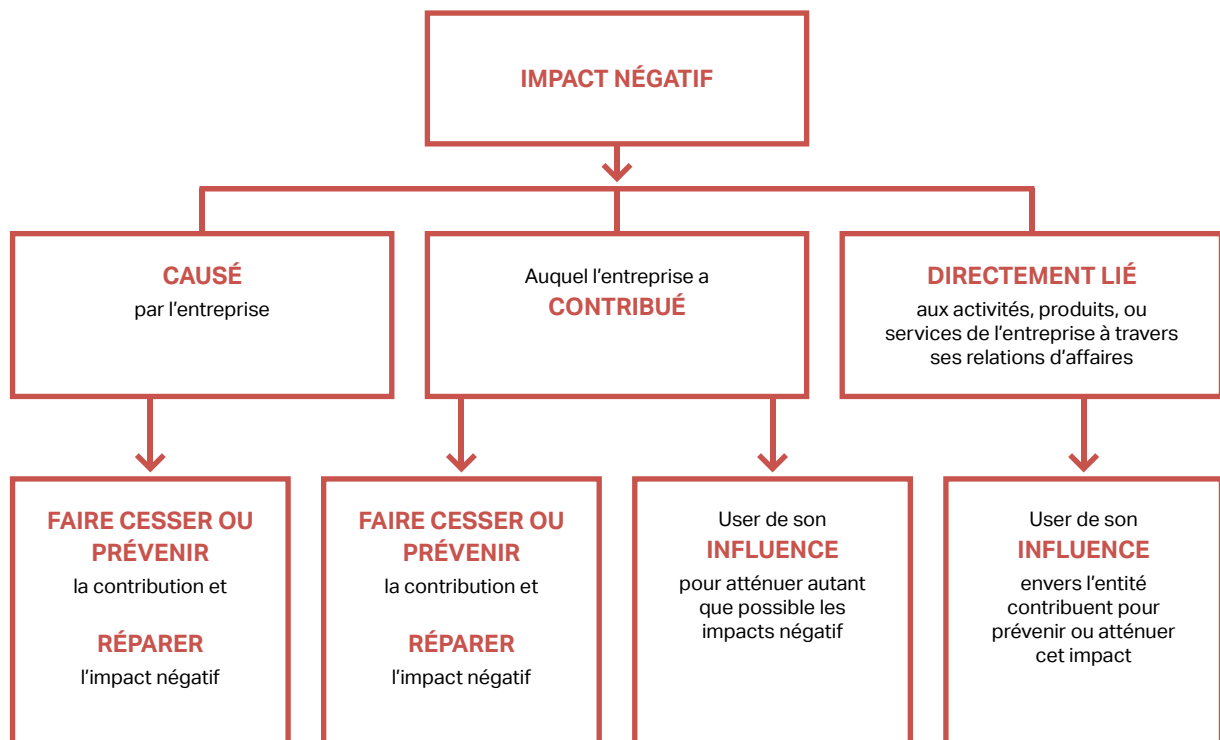 IMPACT NÉGATIF
CAUSÉ
par l'entreprise
Auquel l'entreprise a
CONTRIBUÉ
DIRECTEMENT LIÉ
aux activités, produits, ou
services de l'entreprise à travers
ses relations d'affaires
FAIRE CESSER OU
PRÉVENIR
la contribution et
RÉPARER
l'impact négatif
FAIRE CESSER OU
PRÉVENIR
la contribution et
RÉPARER
l'impact négatif
User de son
INFLUENCE
pour atténuer autant
que possible les
impacts négatif
User de son
INFLUENCE
envers l'entité
contribuent pour
prévenir ou atténuer
cet impact